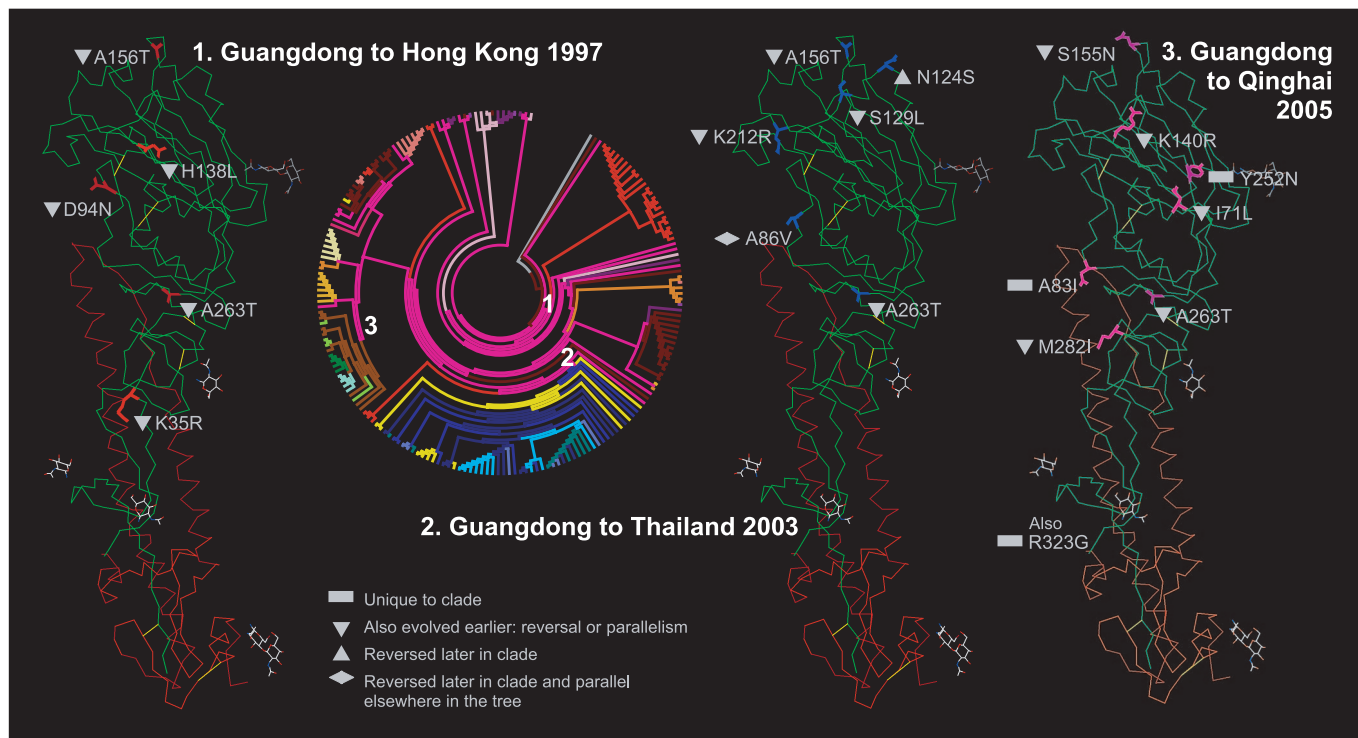 1. Guangdong to Hong Kong 1997
A156T
H138L
D94N
A263T
K35R
1
2
3
2. Guangdong to Thailand 2003
Unique to clade
Also evolved earlier: reversal or parallelism
Reversed later in clade
Reversed later in clade and parallel
elsewhere in the tree
A156T
N124S
S129L
K212R
A86V
A263T
3. Guangdong
to Qinghai
2005
S155N
K140R
Y252N
I71L
A83I
A263T
M282I
Also
R323G